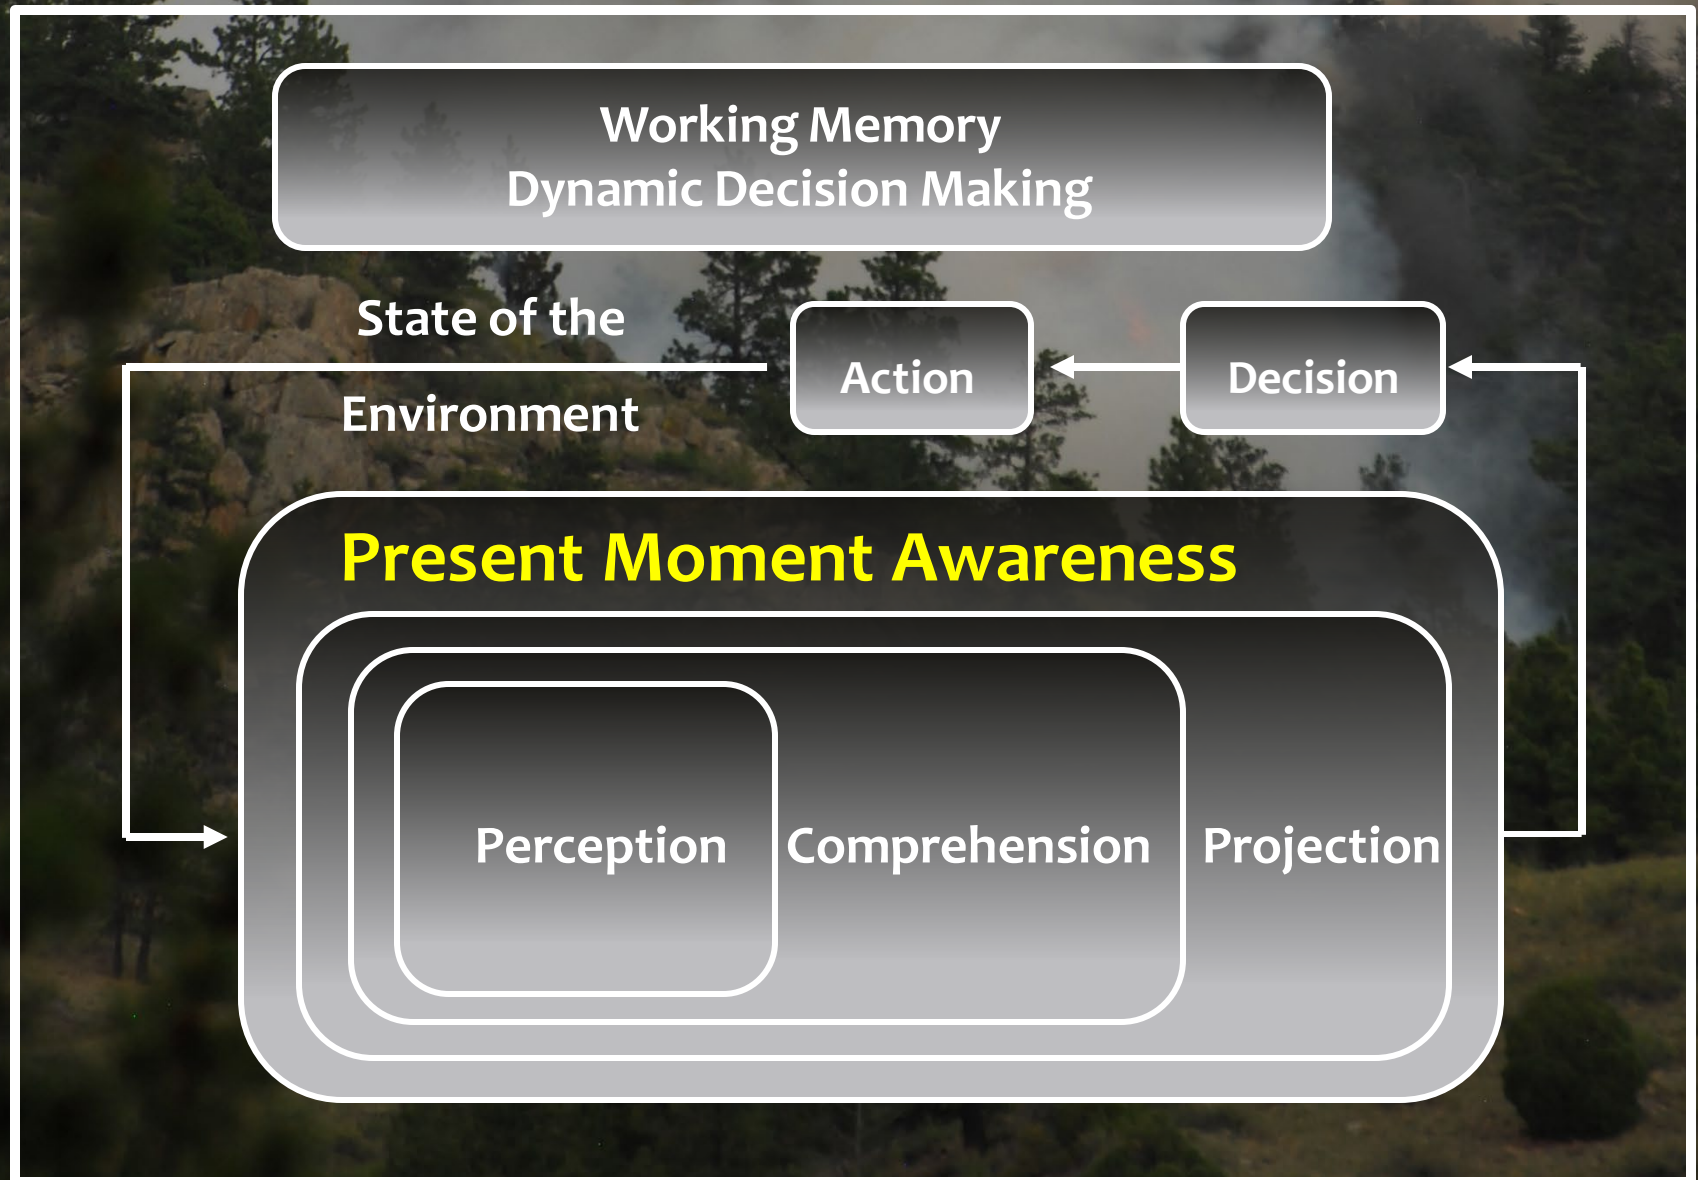 Working Memory
Dynamic Decision Making
State of the
Environment
Action
Decision
Present Moment Awareness
Perception
Comprehension
Projection